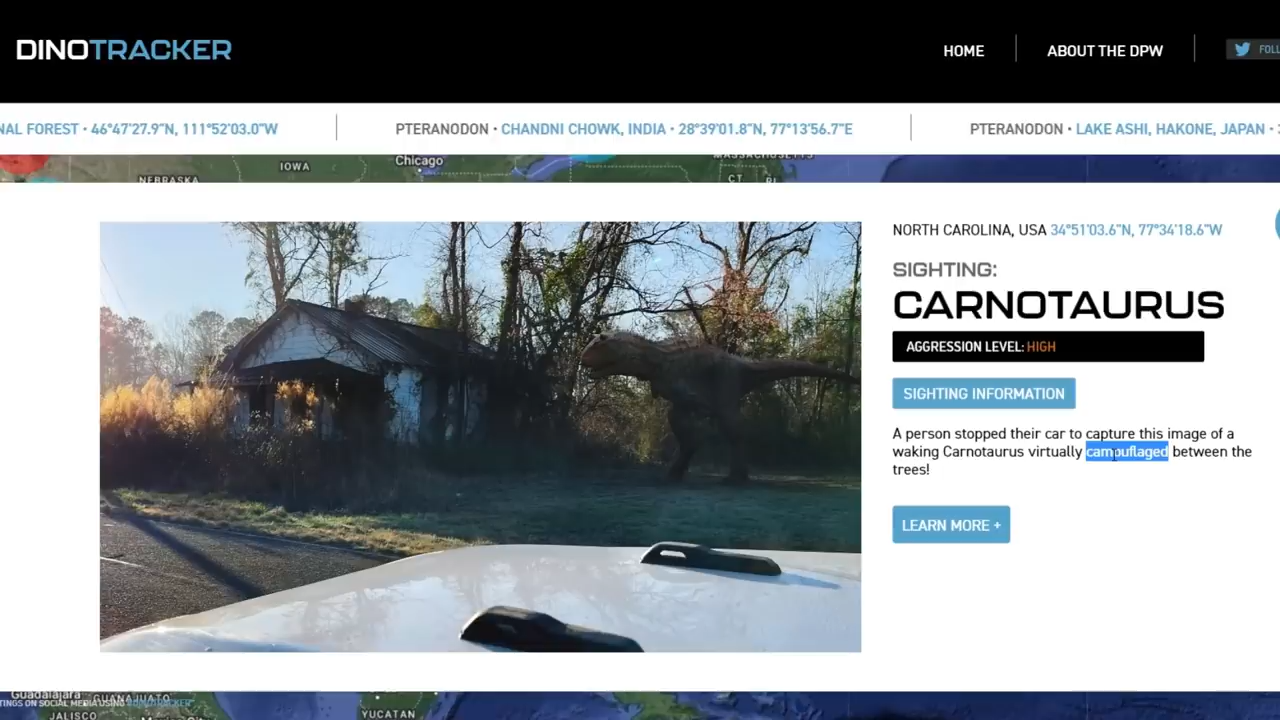 DINOTRACKER
HOME
ABOUT THE DPW
FOLL
NAL FOREST • 46°47'27.9"N, 111°52'03.0"W
PTERANODON • CHANDNI CHOWK, INDIA • 28°39'01.8"N, 77°13'56.7"E
PTERANODON • LAKE ASHI, HAKONE, JAPAN •
IOWA
Chicago
MASSACHUSETTS
NEBRASKA
CT
RI
NORTH CAROLINA, USA 34°51'03.6"N, 77°34'18.6"W
SIGHTING:
CARNOTAURUS
AGGRESSION LEVEL: HIGH
SIGHTING INFORMATION
A person stopped their car to capture this image of a
waking Carnotaurus virtually campuflaged between the
trees!
LEARN MORE +
Guadalajara
GUANAJUATO
TINGS ON SOCIAL MEDIA USING
JALISCO
YUCATAN